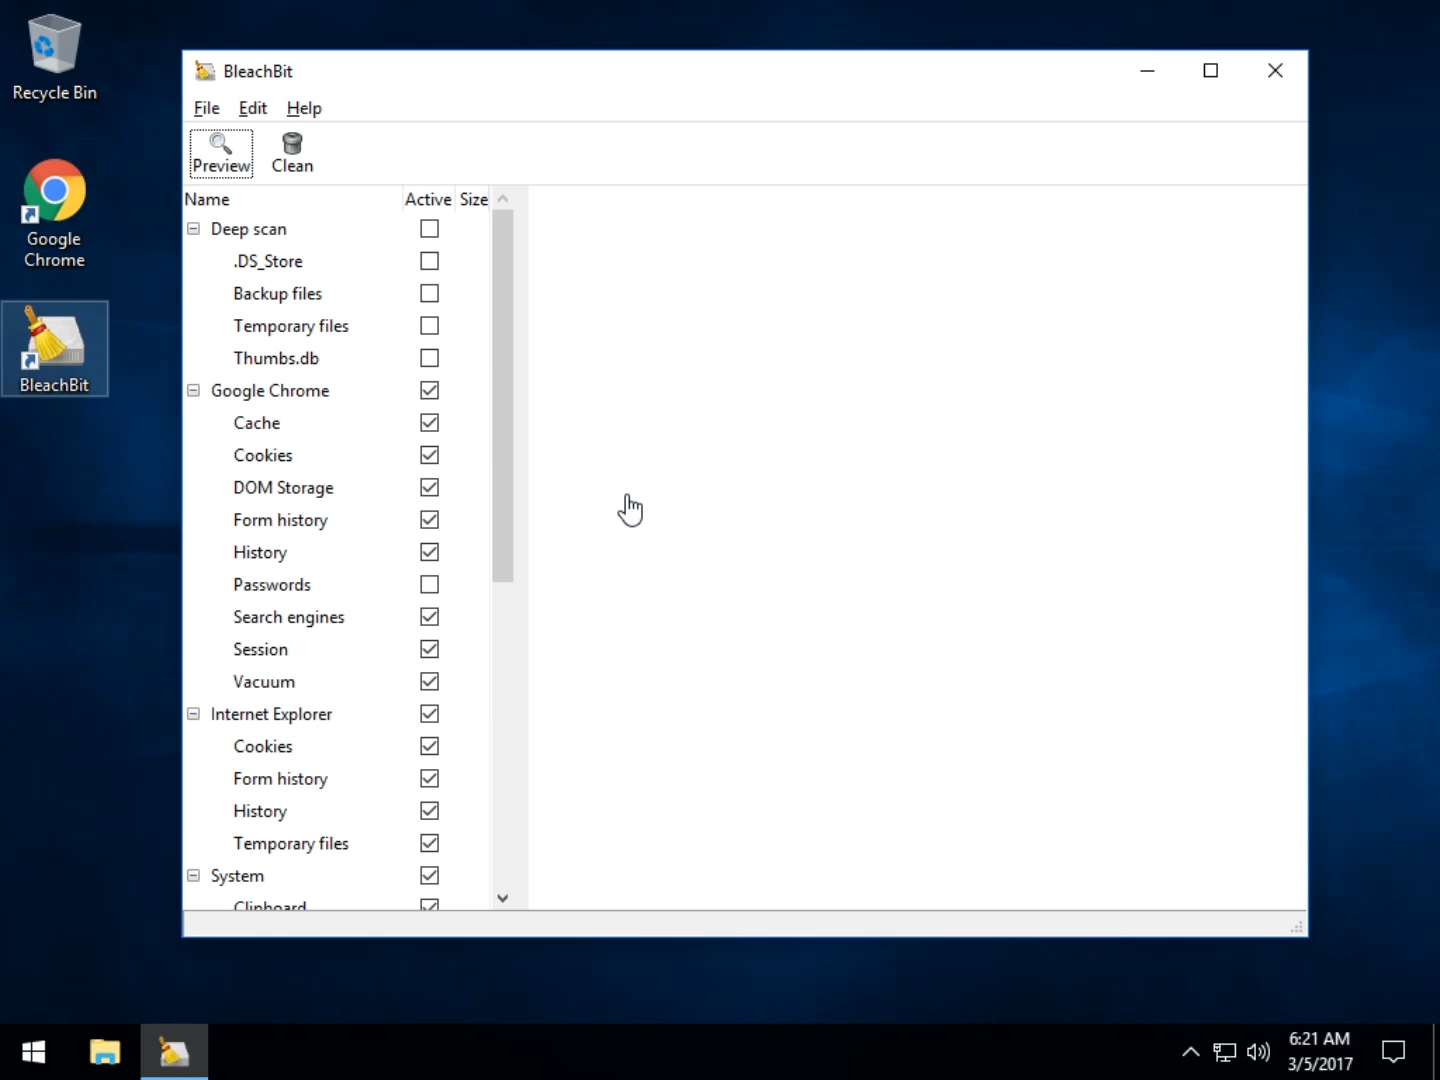 Recycle Bin
Google
Chrome
BleachBit
BleachBit
File Edit Help
Preview Clean
Name Active Size
Deep scan
.DS_Store
Backup files
Temporary files
Thumbs.db
Google Chrome
Cache
Cookies
DOM Storage
Form history
History
Passwords
Search engines
Session
Vacuum
Internet Explorer
Cookies
Form history
History
Temporary files
System
Clipboard
6:21 AM
3/5/2017